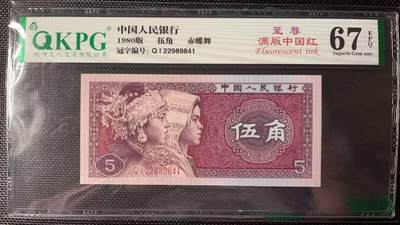 QKPG
中国人民银行
1980版 伍角 赤蝶舞
冠字编号: QI22989841
至尊
满版中国红
Fluorescent ink
67 EPQ
Superb Gem unc
中国人民银行
伍角
5
QI22989841
5